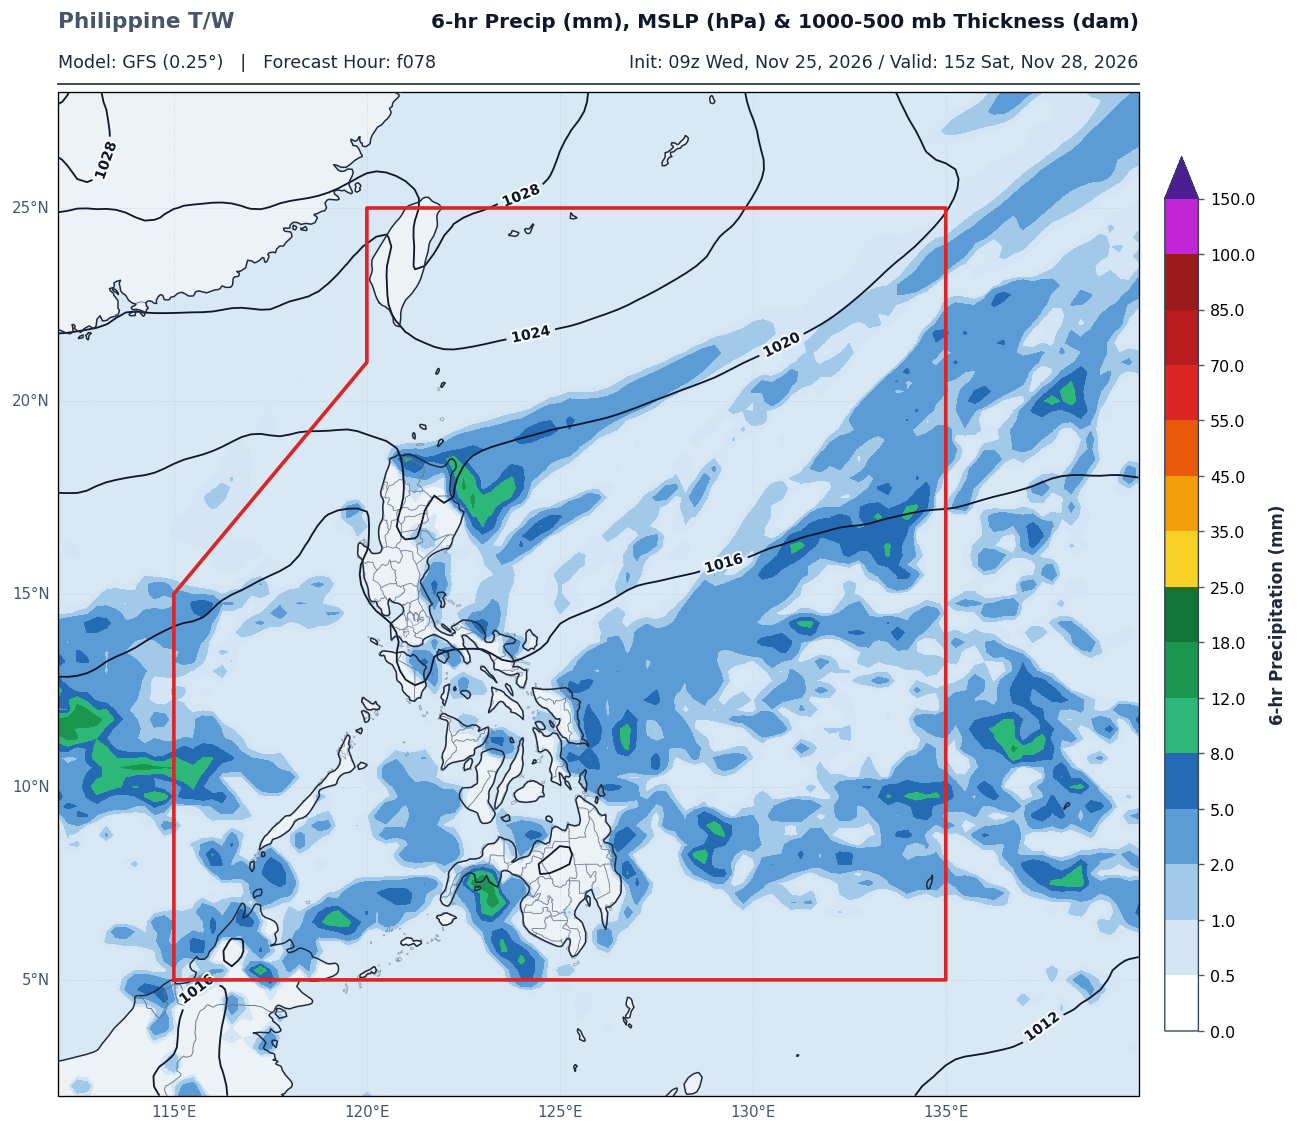 Philippine T/W
6-hr Precip (mm), MSLP (hPa) & 1000-500 mb Thickness (dam)
Model: GFS (0.25°) | Forecast Hour: f078
Init: 09z Wed, Nov 25, 2026 / Valid: 15z Sat, Nov 28, 2026
1028
1028
1024
1020
1016
1016
1012
25°N
20°N
15°N
10°N
5°N
115°E
120°E
125°E
130°E
135°E
150.0
100.0
85.0
70.0
55.0
45.0
35.0
25.0
18.0
12.0
8.0
5.0
2.0
1.0
0.5
0.0
6-hr Precipitation (mm)